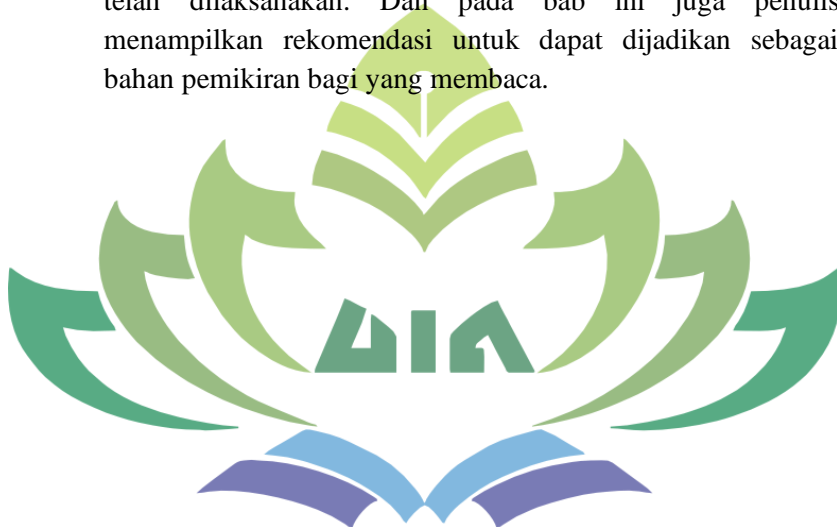 telah dilaksanakan. Dan pada bab ini juga penulis
menampilkan rekomendasi untuk dapat dijadikan sebagai
bahan pemikiran bagi yang membaca.
UIN